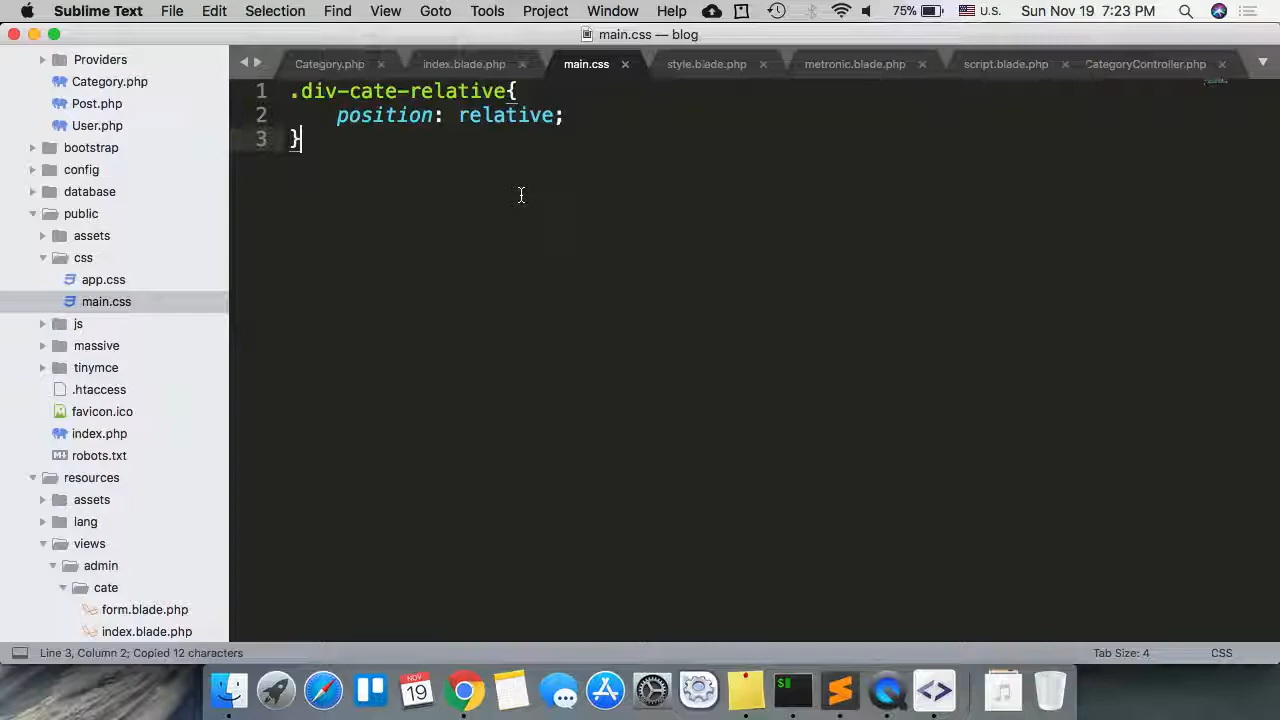 Sublime Text File Edit Selection Find View Goto Tools Project Window Help 75% U.S. Sun Nov 19 7:23 PM
main.css — blog
Category.php index.blade.php main.css style.blade.php metronic.blade.php script.blade.php CategoryController.php
Providers
Category.php
Post.php
User.php
bootstrap
config
database
public
assets
css
app.css
main.css
js
massive
tinymce
.htaccess
favicon.ico
index.php
robots.txt
resources
assets
lang
views
admin
cate
form.blade.php
index.blade.php
1 .div-cate-relative{
2 position: relative;
3 }
Line 3, Column 2; Copied 12 characters Tab Size: 4 CSS
NOV
19